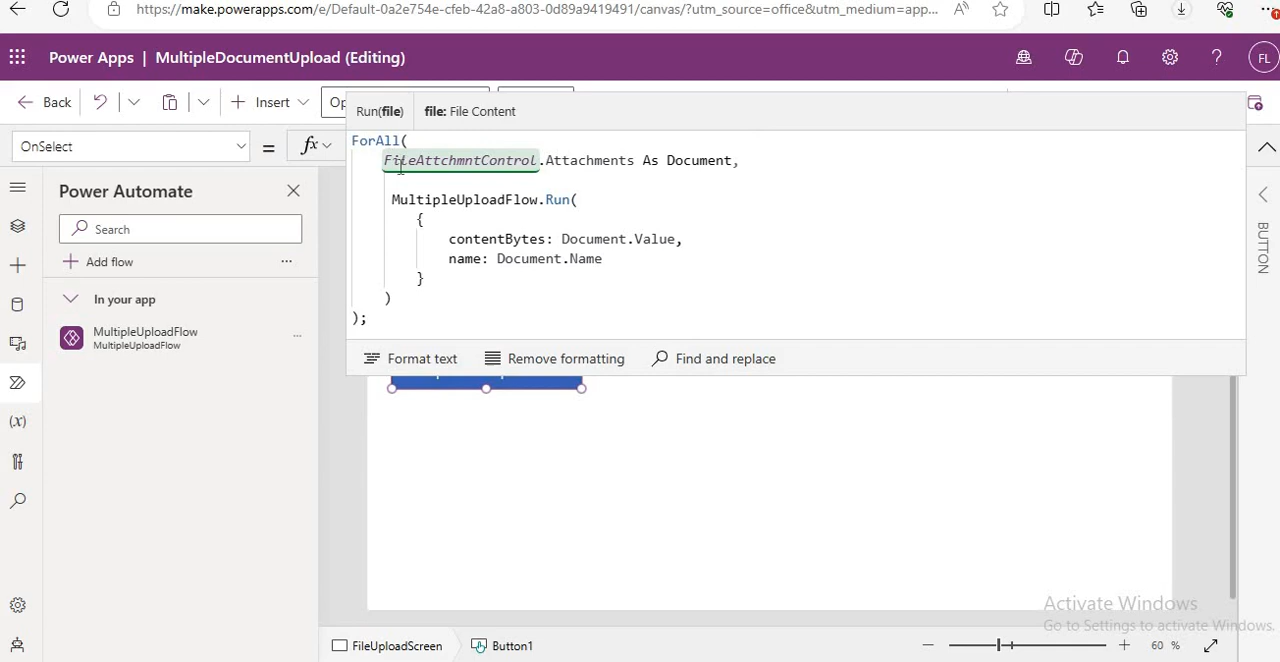 https://make.powerapps.com/e/Default-0a2e754e-cfeb-42a8-a803-0d89a9419491/canvas/?utm_source=office&utm_medium=app...
Power Apps | MultipleDocumentUpload (Editing)
FL
Back
Insert
Op
Run(file) file: File Content
OnSelect
= fx
ForAll(
FileAttchmntControl.Attachments As Document,
MultipleUploadFlow.Run(
{
contentBytes: Document.Value,
name: Document.Name
}
)
);
Format text Remove formatting Find and replace
Power Automate
Search
Add flow ...
In your app
MultipleUploadFlow ...
MultipleUploadFlow
(x)
BUTTON
Activate Windows
Go to Settings to activate Windows.
FileUploadScreen Button1
60 %